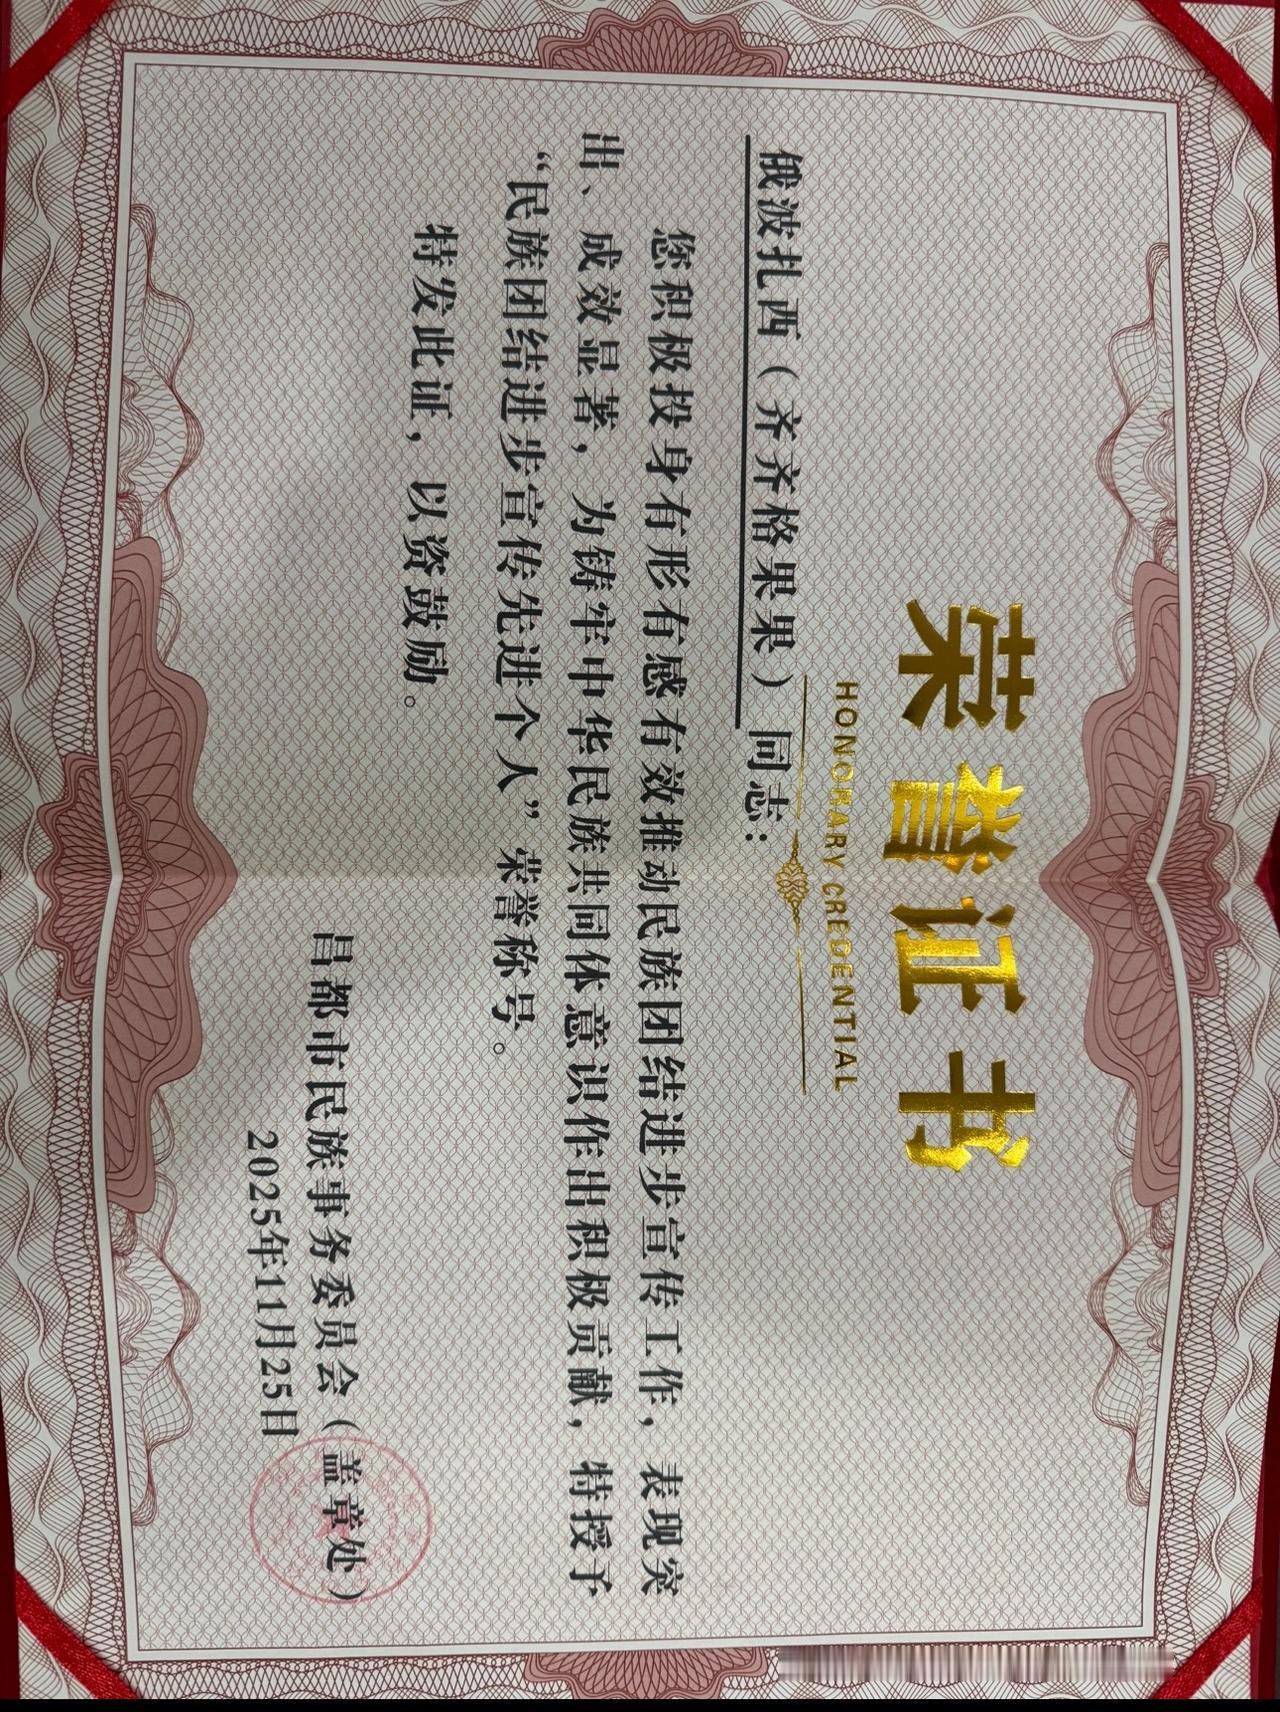 荣誉证书
HONORARY CREDENTIAL
俄波扎西（齐齐格果果）同志：
您积极投身有形有感有效推动民族团结进步宣传工作，表现突
出、成效显著，为铸牢中华民族共同体意识作出积极贡献，特授予
“民族团结进步宣传先进个人”荣誉称号。
特发此证，以资鼓励。
昌都市民族事务委员会（盖章处）
2025年11月25日